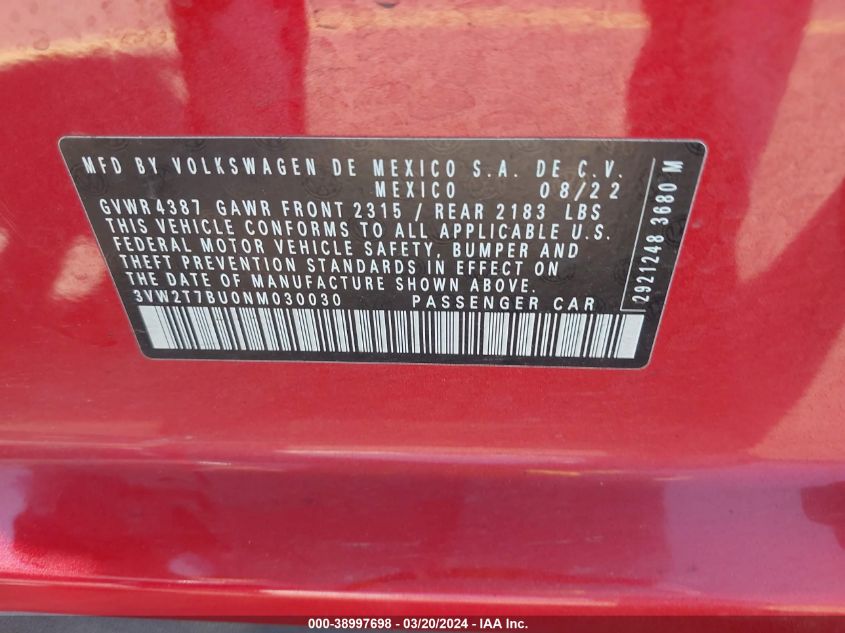 MFD BY VOLKSWAGEN DE MEXICO S.A. DE C.V.
MEXICO 08/22
GVWR 4387 GAWR FRONT 2315 / REAR 2183 LBS
THIS VEHICLE CONFORMS TO ALL APPLICABLE U.S.
FEDERAL MOTOR VEHICLE SAFETY, BUMPER AND
THEFT PREVENTION STANDARDS IN EFFECT ON
THE DATE OF MANUFACTURE SHOWN ABOVE.
3VW2T7BU0NM030030 PASSENGER CAR
2921248 3680 M
000-38997698 - 03/20/2024 - IAA Inc.